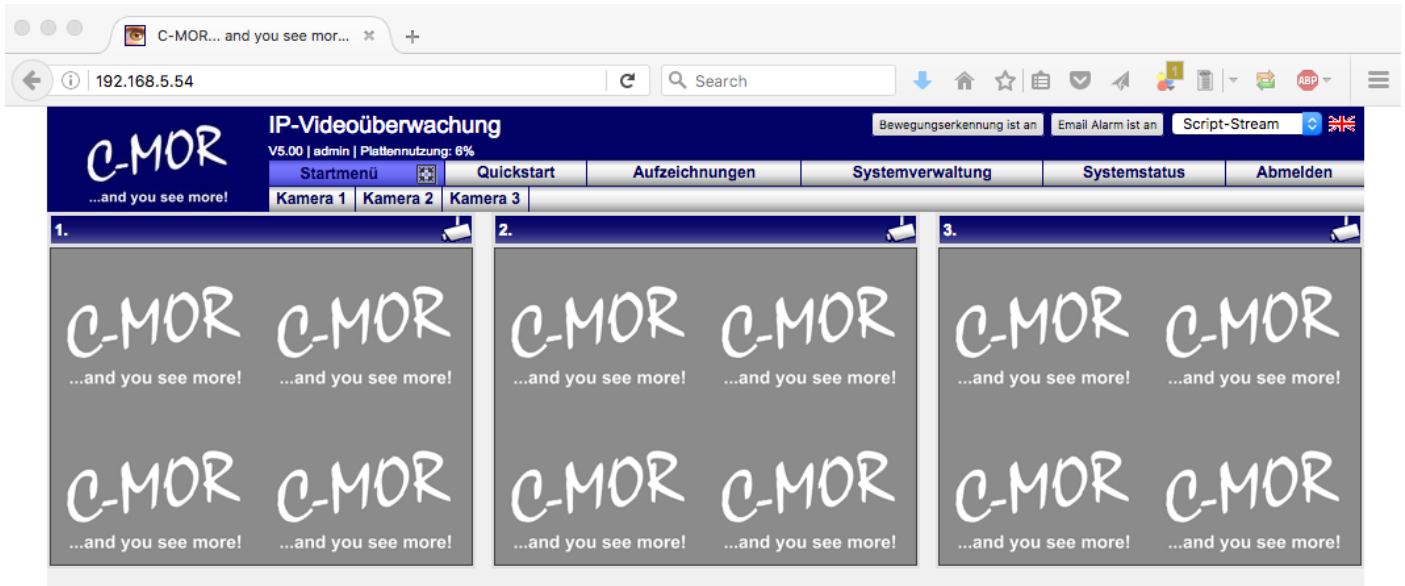 C-MOR... and you see mor...
192.168.5.54
Search
1
ABP
C-MOR
...and you see more!
IP-Videoüberwachung
V5.00 | admin | Plattennutzung: 6%
Bewegungserkennung ist an
Email Alarm ist an
Script-Stream
Startmenü
Quickstart
Aufzeichnungen
Systemverwaltung
Systemstatus
Abmelden
Kamera 1
Kamera 2
Kamera 3
1.
2.
3.
C-MOR C-MOR C-MOR C-MOR C-MOR C-MOR
...and you see more! ...and you see more! ...and you see more! ...and you see more! ...and you see more! ...and you see more!
C-MOR C-MOR C-MOR C-MOR C-MOR C-MOR
...and you see more! ...and you see more! ...and you see more! ...and you see more! ...and you see more! ...and you see more!